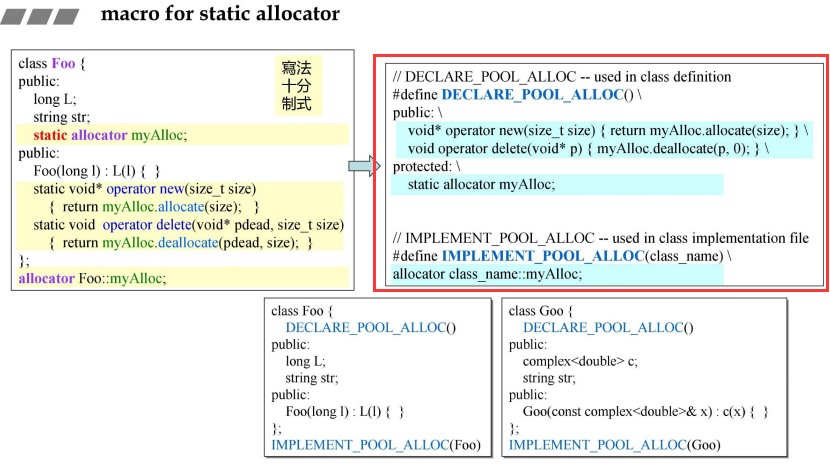 macro for static allocator
class Foo {
public:
long L;
string str;
static allocator myAlloc;
public:
Foo(long l) : L(l) { }
static void* operator new(size_t size)
{ return myAlloc.allocate(size); }
static void operator delete(void* pdead, size_t size)
{ return myAlloc.deallocate(pdead, size); }
};
allocator Foo::myAlloc;
寫法
十分
制式
// DECLARE_POOL_ALLOC -- used in class definition
#define DECLARE_POOL_ALLOC() \
public: \
void* operator new(size_t size) { return myAlloc.allocate(size); } \
void operator delete(void* p) { myAlloc.deallocate(p, 0); } \
protected: \
static allocator myAlloc;
// IMPLEMENT_POOL_ALLOC -- used in class implementation file
#define IMPLEMENT_POOL_ALLOC(class_name) \
allocator class_name::myAlloc;
class Foo {
DECLARE_POOL_ALLOC()
public:
long L;
string str;
public:
Foo(long l) : L(l) { }
};
IMPLEMENT_POOL_ALLOC(Foo)
class Goo {
DECLARE_POOL_ALLOC()
public:
complex<double> c;
string str;
public:
Goo(const complex<double>& x) : c(x) { }
};
IMPLEMENT_POOL_ALLOC(Goo)